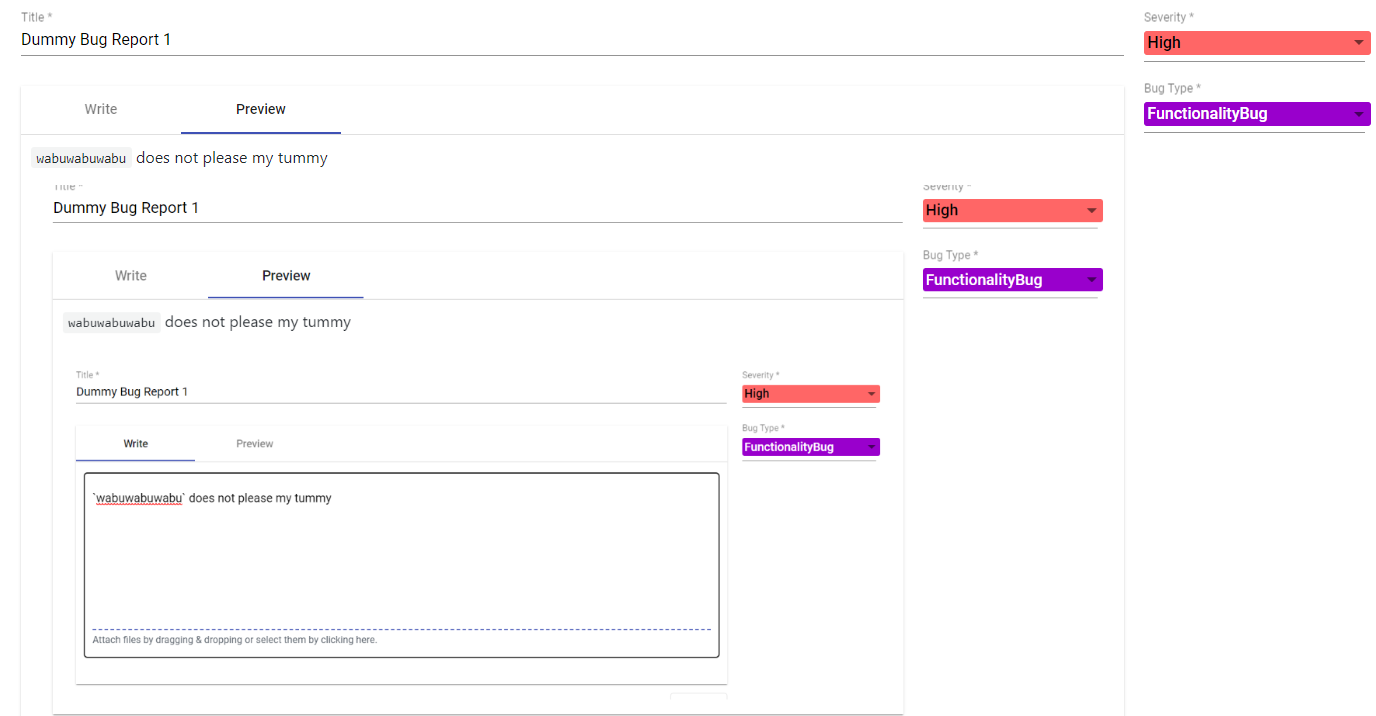 Title *
Dummy Bug Report 1
Severity *
High
Bug Type *
FunctionalityBug
Write Preview
wabuwabuwabu does not please my tummy
Title *
Dummy Bug Report 1
Severity *
High
Bug Type *
FunctionalityBug
Write Preview
wabuwabuwabu does not please my tummy
Title *
Dummy Bug Report 1
Severity *
High
Bug Type *
FunctionalityBug
Write Preview
`wabuwabuwabu` does not please my tummy
Attach files by dragging & dropping or select them by clicking here.